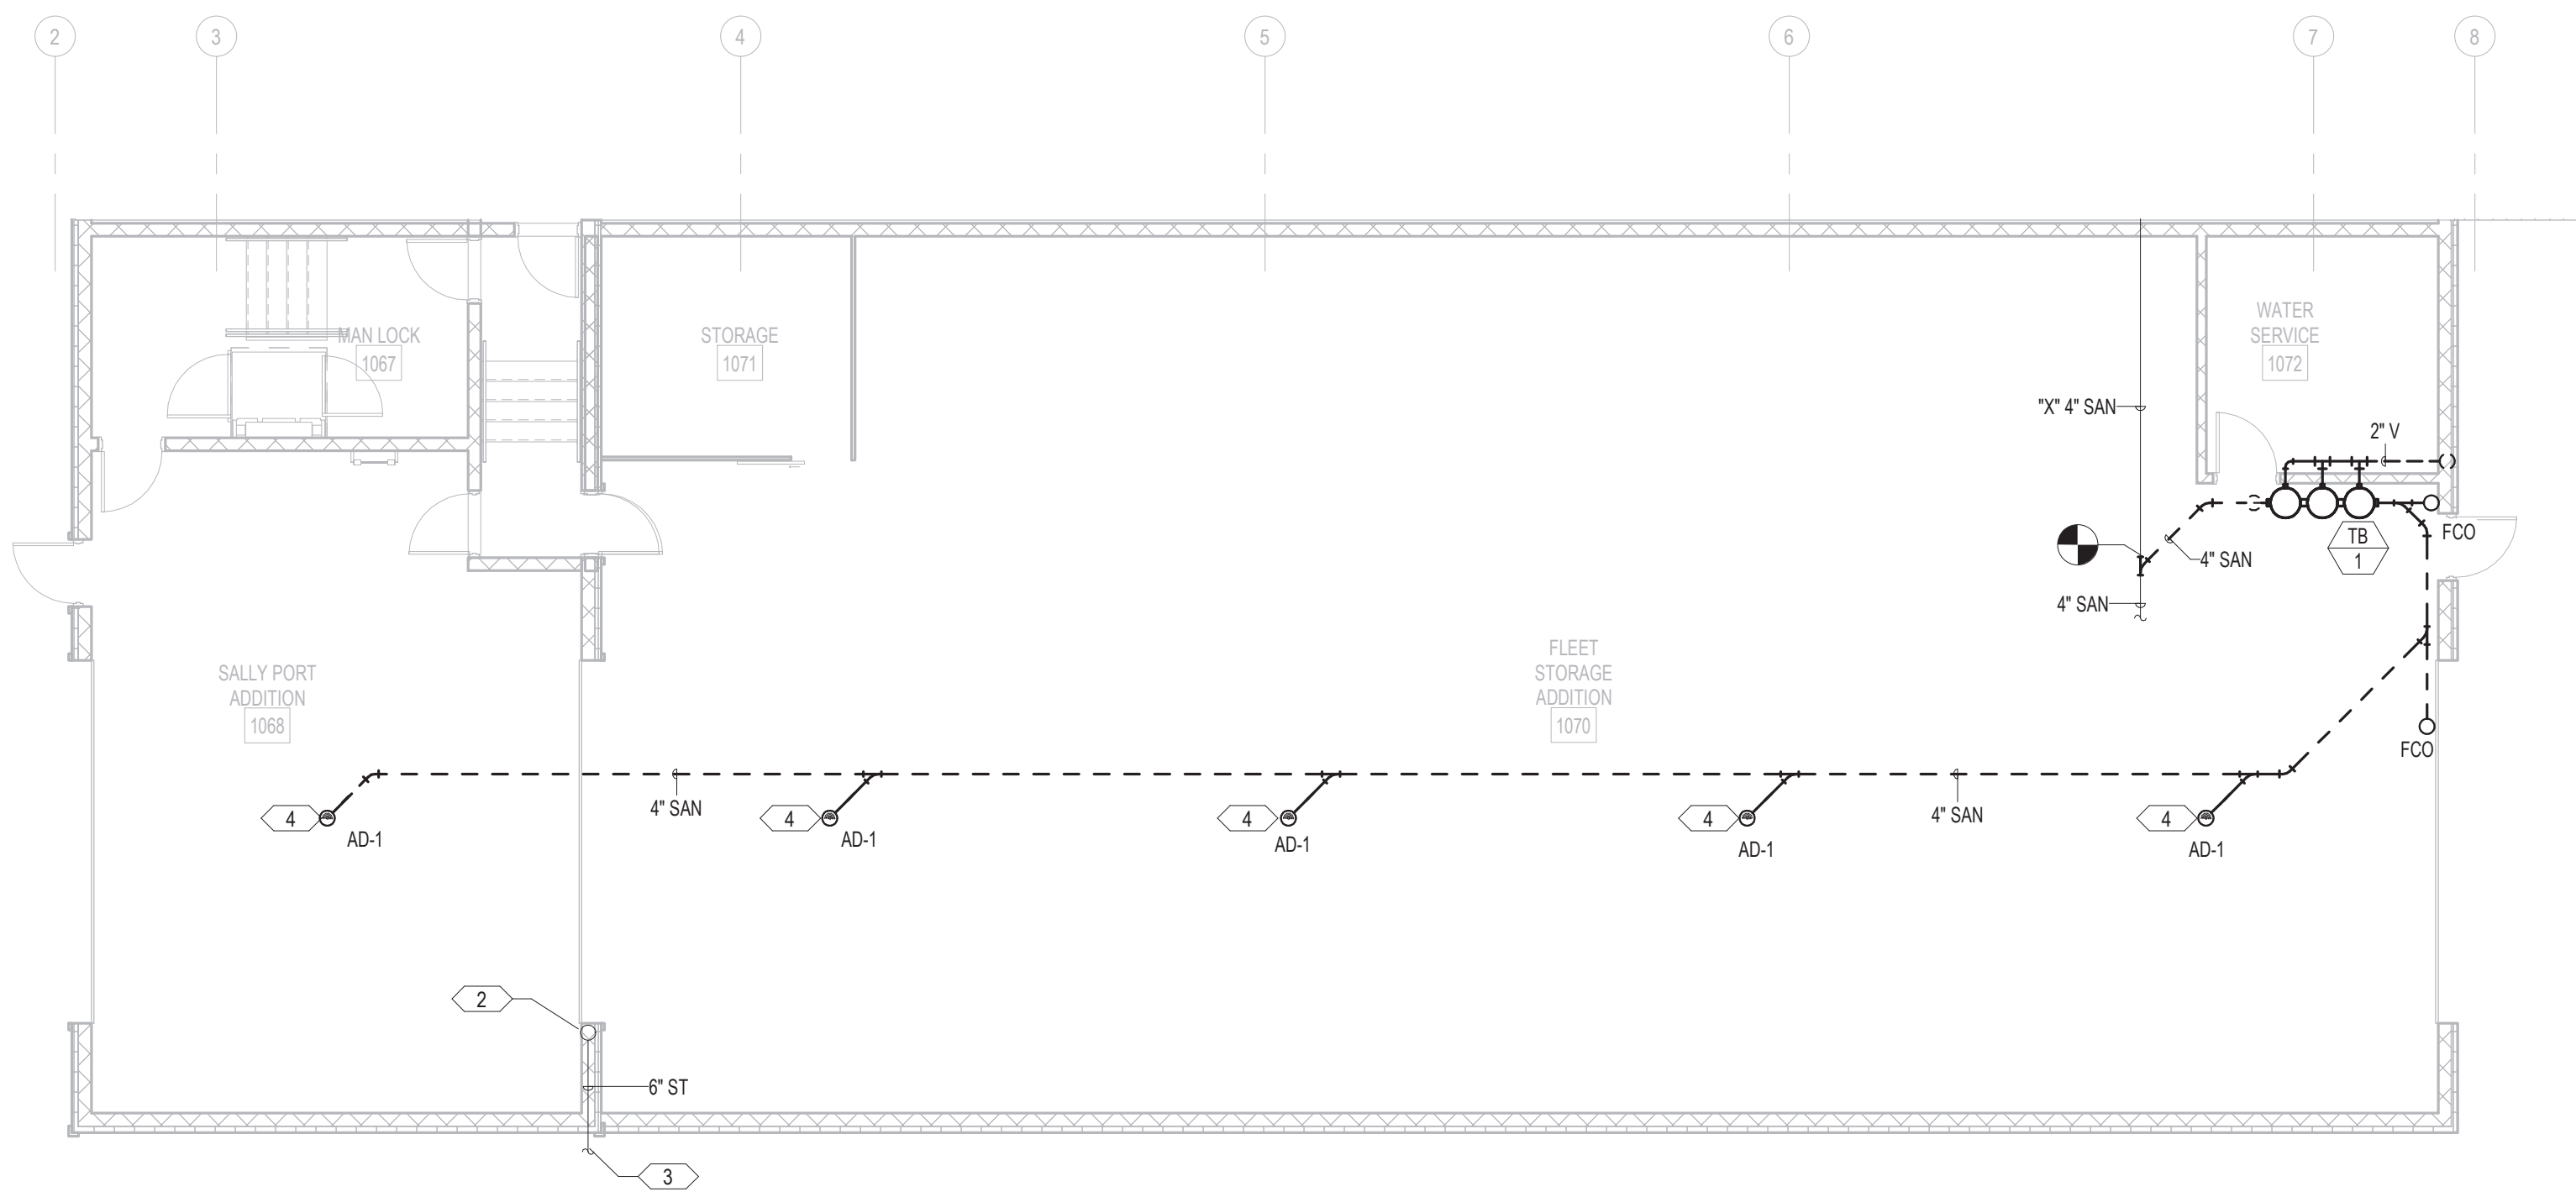 2
3
4
5
6
7
8
MAN LOCK
1067
STORAGE
1071
WATER
SERVICE
1072
"X" 4" SAN
2" V
FCO
TB
1
4" SAN
4" SAN
SALLY PORT
ADDITION
1068
FLEET
STORAGE
ADDITION
1070
FCO
4
AD-1
4" SAN
4
AD-1
4
AD-1
4
AD-1
4" SAN
4
AD-1
2
6" ST
3